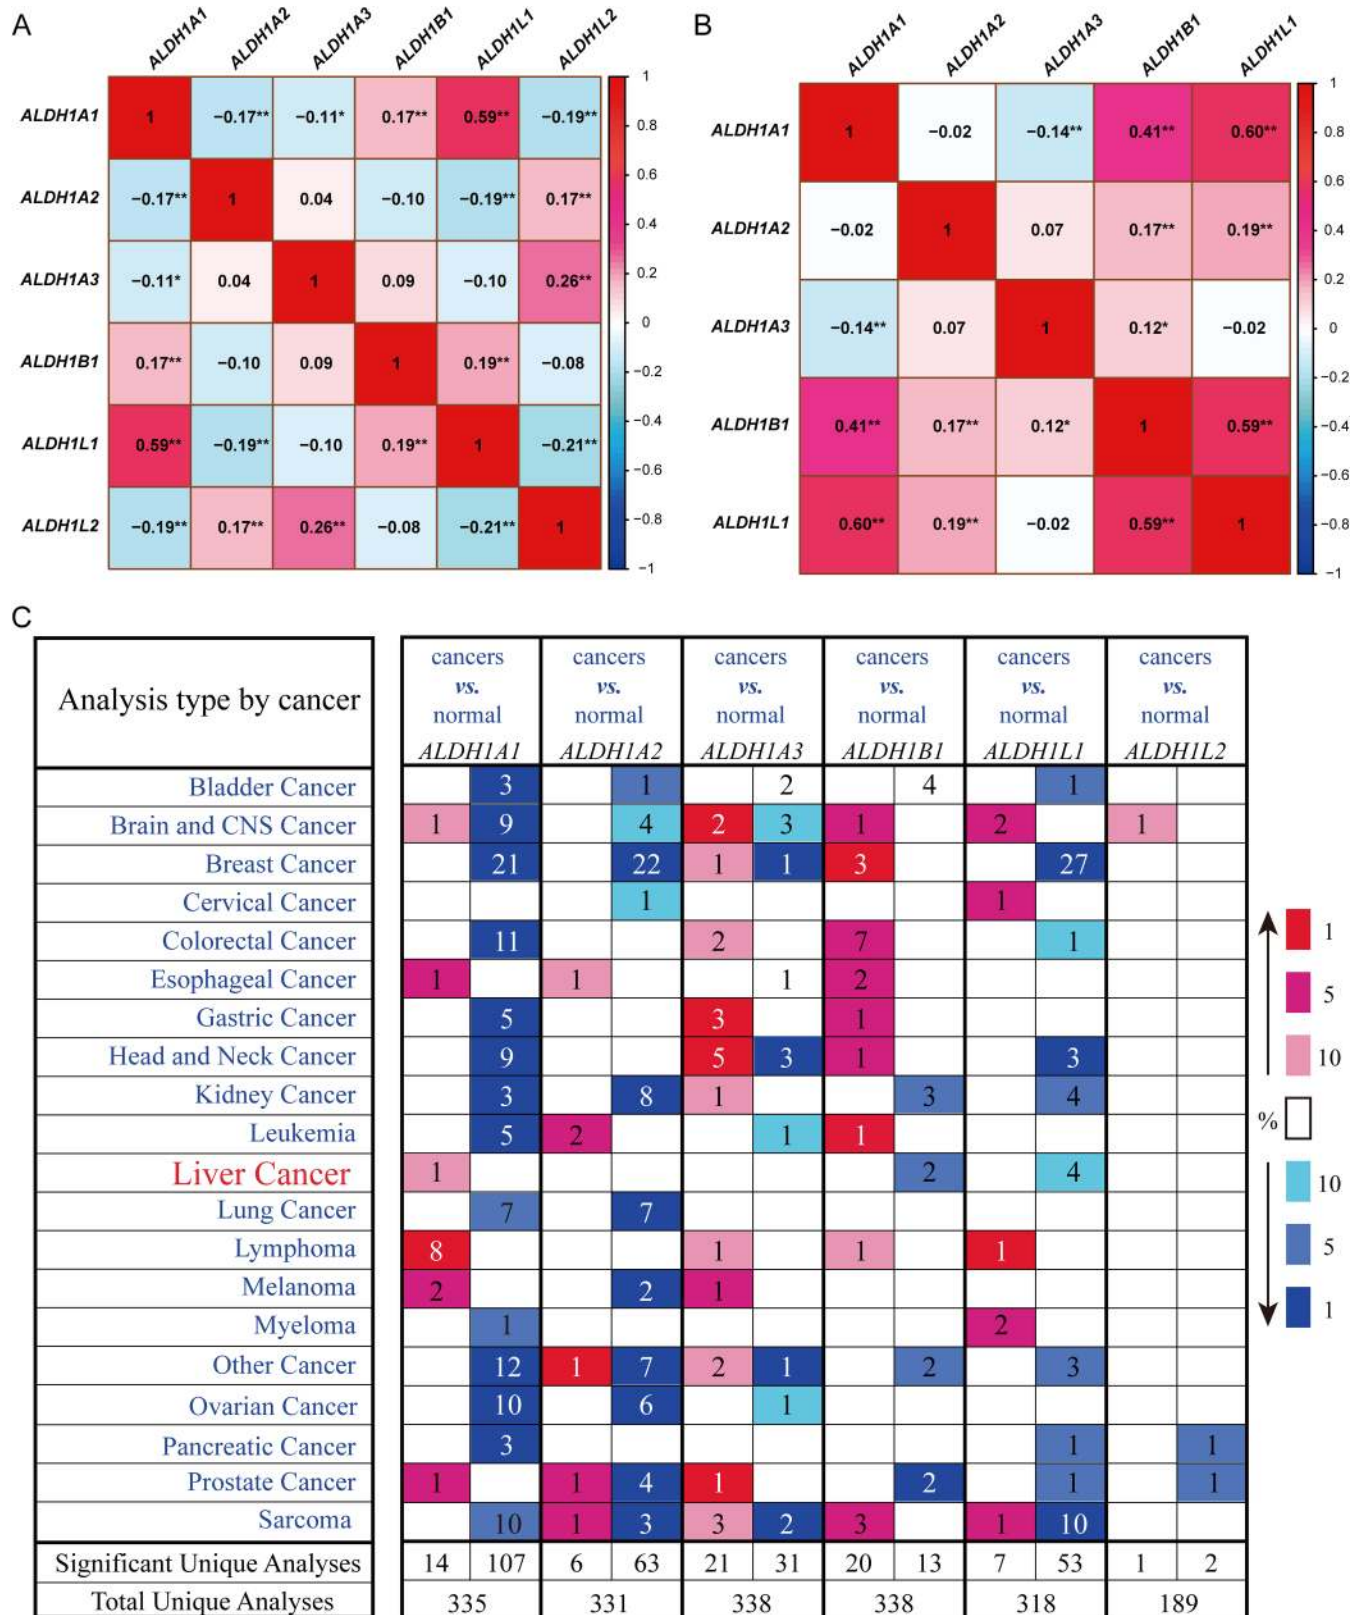 A
ALDH1A1 ALDH1A2 ALDH1A3 ALDH1B1 ALDH1L1 ALDH1L2
ALDH1A1 1 −0.17** −0.11* 0.17** 0.59** −0.19**
ALDH1A2 −0.17** 1 0.04 −0.10 −0.19** 0.17**
ALDH1A3 −0.11* 0.04 1 0.09 −0.10 0.26**
ALDH1B1 0.17** −0.10 0.09 1 0.19** −0.08
ALDH1L1 0.59** −0.19** −0.10 0.19** 1 −0.21**
ALDH1L2 −0.19** 0.17** 0.26** −0.08 −0.21** 1
1
0.8
0.6
0.4
0.2
0
−0.2
−0.4
−0.6
−0.8
−1
B
ALDH1A1 ALDH1A2 ALDH1A3 ALDH1B1 ALDH1L1
ALDH1A1 1 −0.02 −0.14** 0.41** 0.60**
ALDH1A2 −0.02 1 0.07 0.17** 0.19**
ALDH1A3 −0.14** 0.07 1 0.12* −0.02
ALDH1B1 0.41** 0.17** 0.12* 1 0.59**
ALDH1L1 0.60** 0.19** −0.02 0.59** 1
1
0.8
0.6
0.4
0.2
0
−0.2
−0.4
−0.6
−0.8
−1
C
Analysis type by cancer
cancers cancers cancers cancers cancers cancers
vs. vs. vs. vs. vs. vs.
normal normal normal normal normal normal
ALDH1A1 ALDH1A2 ALDH1A3 ALDH1B1 ALDH1L1 ALDH1L2
Bladder Cancer 3 1 2 4 1
Brain and CNS Cancer 1 9 4 2 3 1 2 1
Breast Cancer 21 22 1 1 3 27
Cervical Cancer 1 1
Colorectal Cancer 11 2 7 1
Esophageal Cancer 1 1 1 2
Gastric Cancer 5 3 1
Head and Neck Cancer 9 5 3 1 3
Kidney Cancer 3 8 1 3 4
Leukemia 5 2 1 1
Liver Cancer 1 2 4
Lung Cancer 7 7
Lymphoma 8 1 1 1
Melanoma 2 2 1
Myeloma 1 2
Other Cancer 12 1 7 2 1 2 3
Ovarian Cancer 10 6 1
Pancreatic Cancer 3 1 1
Prostate Cancer 1 1 4 1 2 1 1
Sarcoma 10 1 3 3 2 3 1 10
Significant Unique Analyses 14 107 6 63 21 31 20 13 7 53 1 2
Total Unique Analyses 335 331 338 338 318 189
1
5
10
%
10
5
1